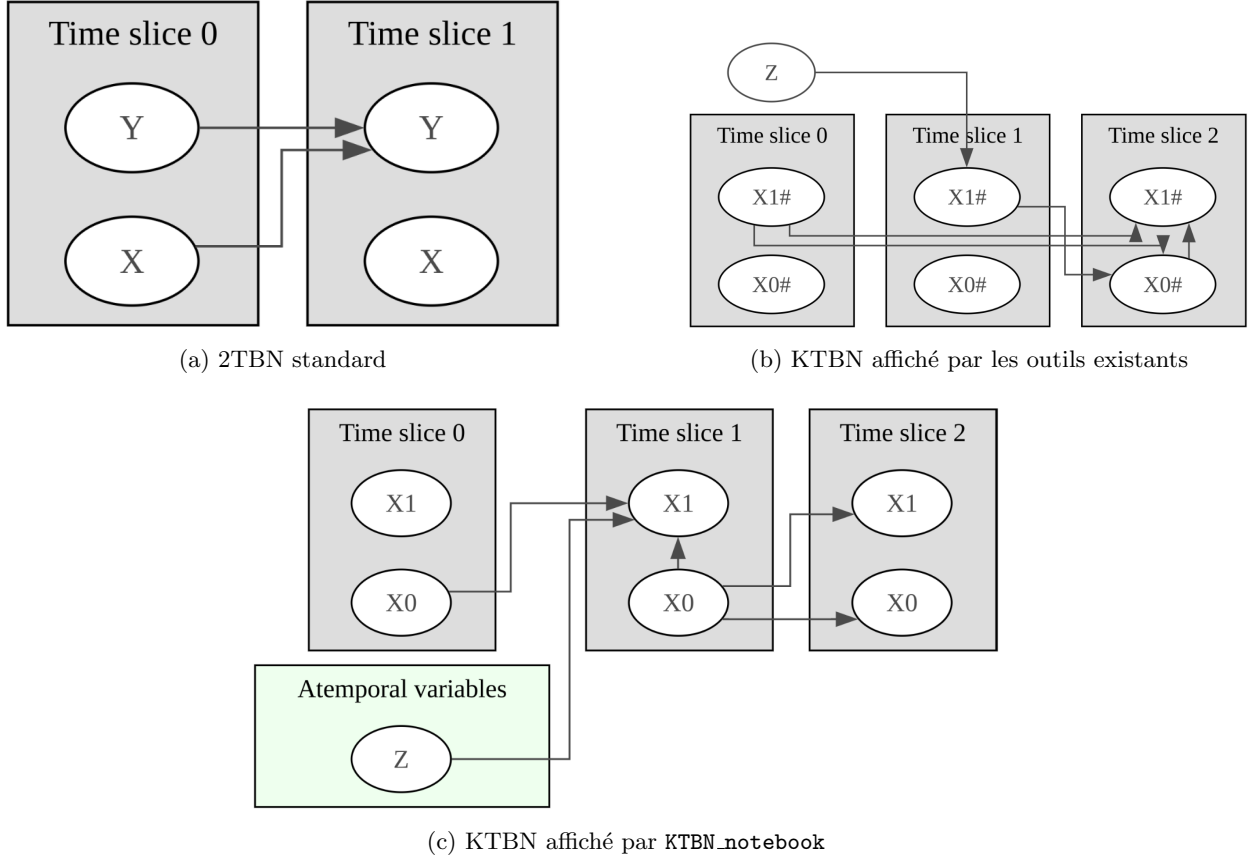 Time slice 0
Time slice 1
Y
Y
X
X
(a) 2TBN standard
Z
Time slice 0
Time slice 1
Time slice 2
X1#
X1#
X1#
X0#
X0#
X0#
(b) KTBN affiché par les outils existants
Time slice 0
Time slice 1
Time slice 2
X1
X1
X1
X0
X0
X0
Atemporal variables
Z
(c) KTBN affiché par KTBN_notebook